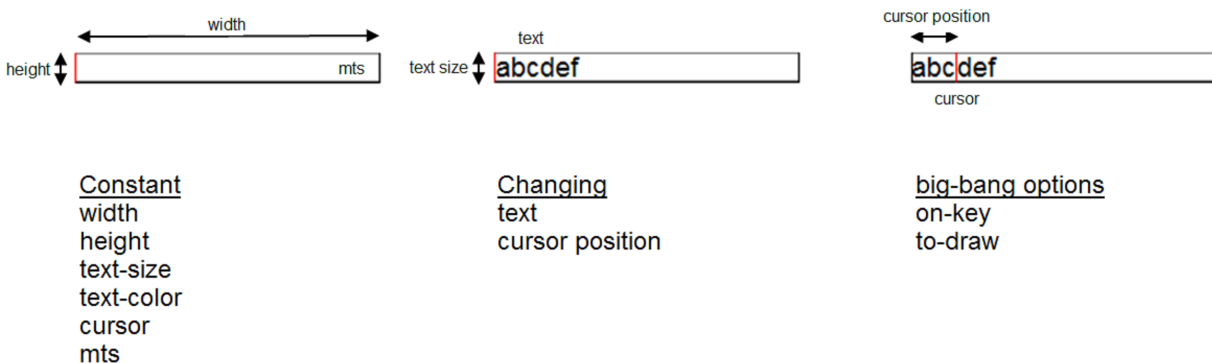 width
height
mts
text
text size
abcdef
cursor position
abcdef
cursor
Constant
width
height
text-size
text-color
cursor
mts
Changing
text
cursor position
big-bang options
on-key
to-draw